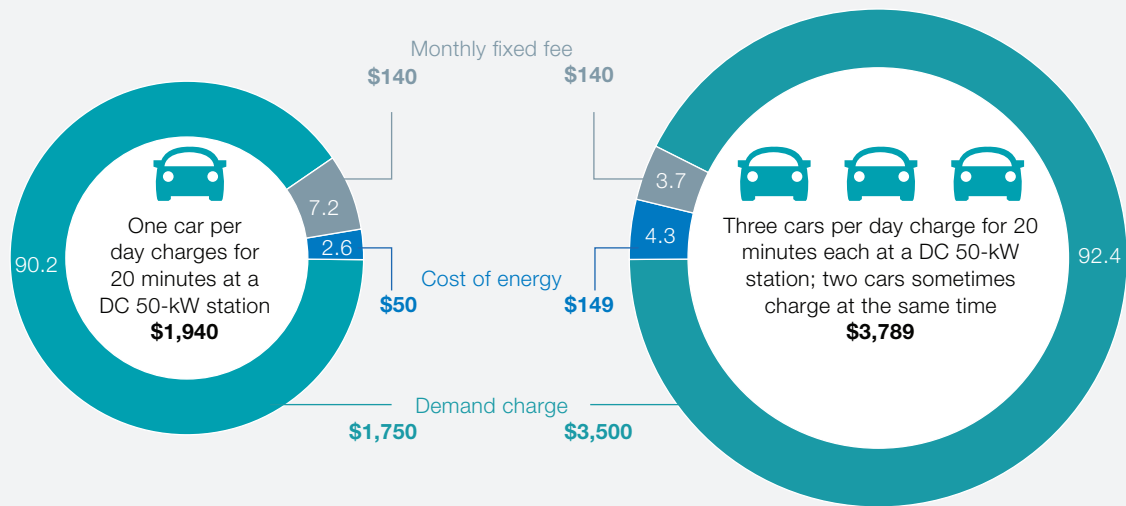 Monthly fixed fee
$140
$140
90.2
7.2
2.6
One car per
day charges for
20 minutes at a
DC 50-kW station
$1,940
Cost of energy
$50
$149
3.7
4.3
92.4
Three cars per day charge for 20
minutes each at a DC 50-kW
station; two cars sometimes
charge at the same time
$3,789
Demand charge
$1,750
$3,500